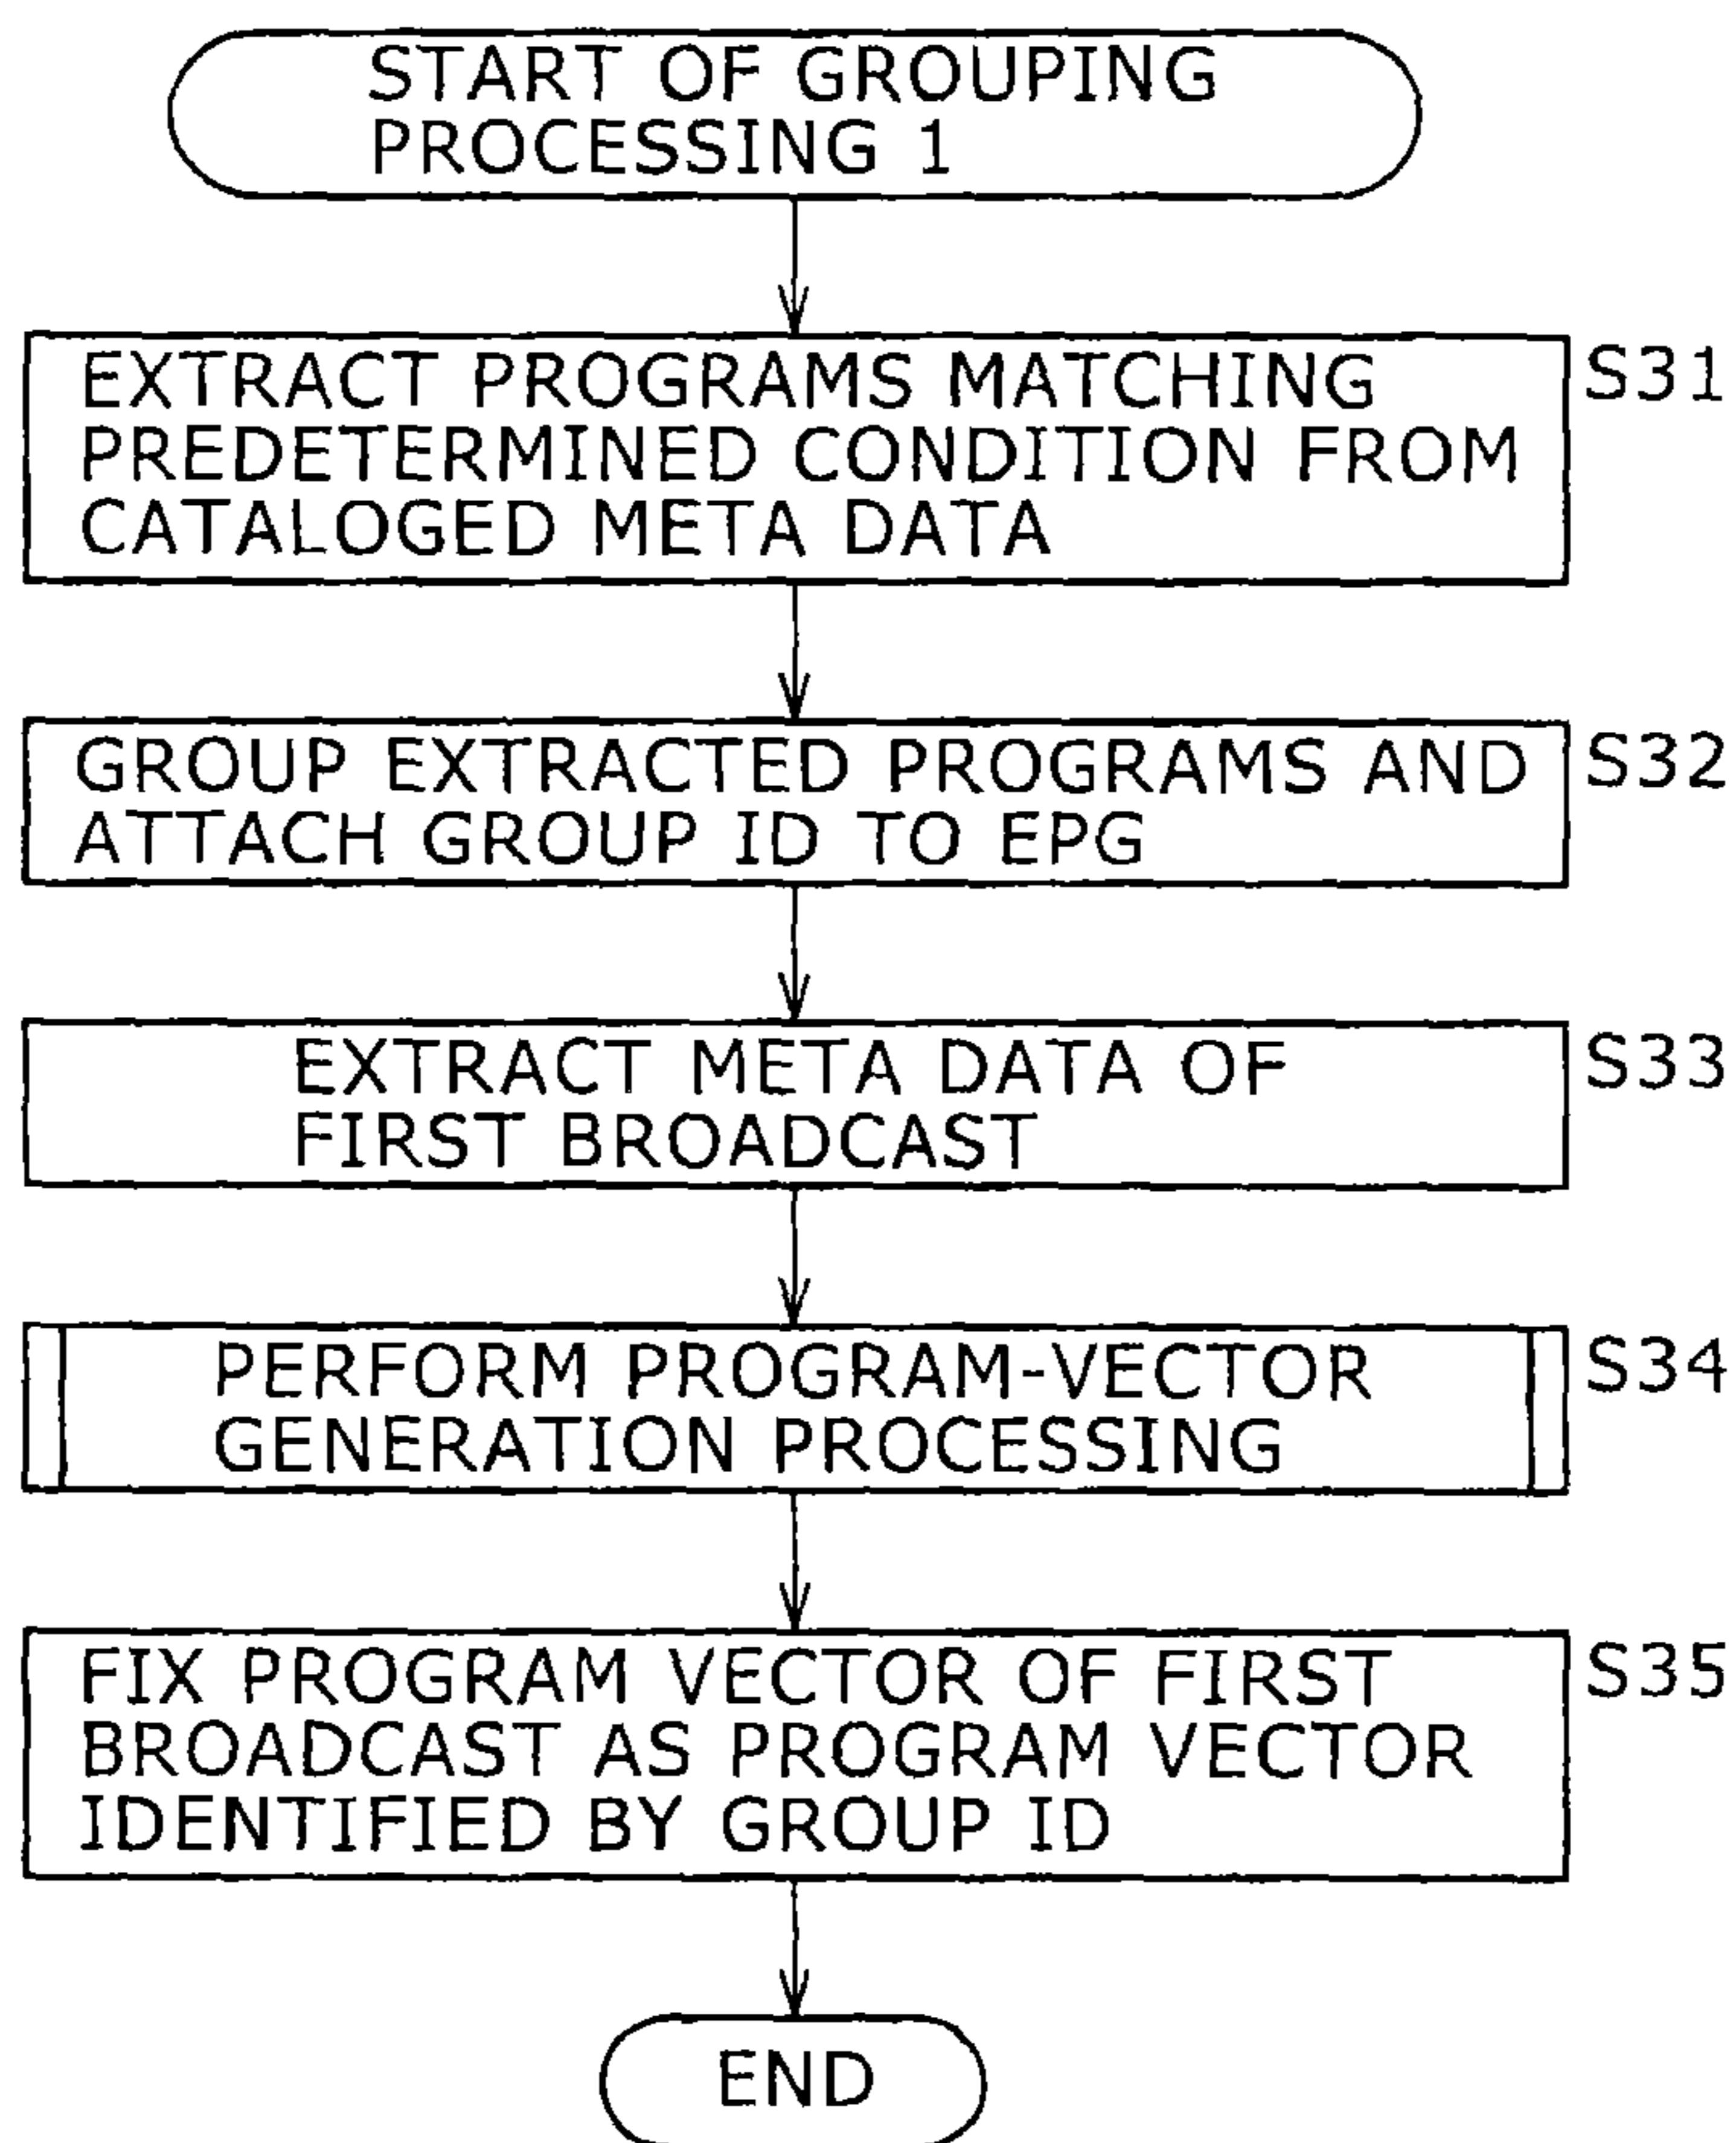 START OF GROUPING
PROCESSING 1
EXTRACT PROGRAMS MATCHING
PREDETERMINED CONDITION FROM
CATALOGED META DATA
S31
GROUP EXTRACTED PROGRAMS AND
ATTACH GROUP ID TO EPG
S32
EXTRACT META DATA OF
FIRST BROADCAST
S33
PERFORM PROGRAM-VECTOR
GENERATION PROCESSING
S34
FIX PROGRAM VECTOR OF FIRST
BROADCAST AS PROGRAM VECTOR
IDENTIFIED BY GROUP ID
S35
END